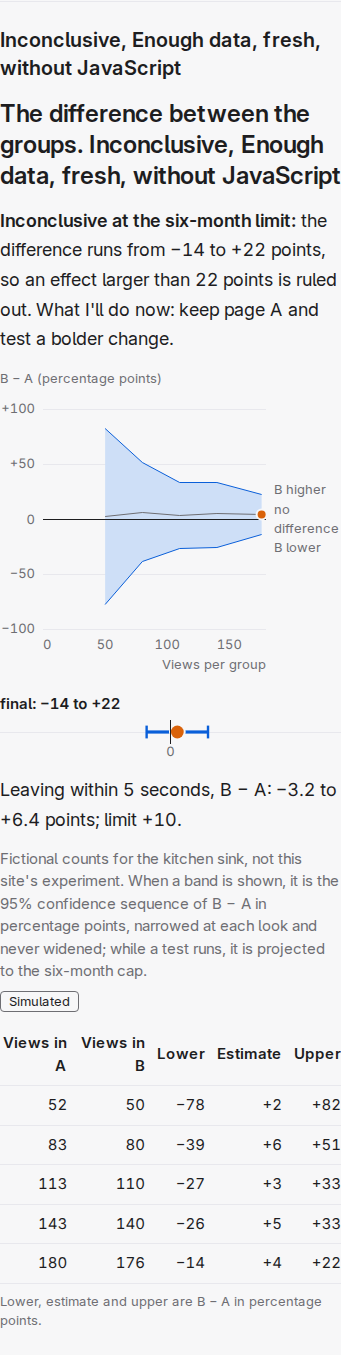 Inconclusive, Enough data, fresh,
without JavaScript
The difference between the
groups. Inconclusive, Enough
data, fresh, without JavaScript
Inconclusive at the six-month limit: the
difference runs from −14 to +22 points,
so an effect larger than 22 points is ruled
out. What I'll do now: keep page A and
test a bolder change.
B − A (percentage points)
+100
+50
0
−50
−100
B higher
no
difference
B lower
0 50 100 150
Views per group
final: −14 to +22
0
Leaving within 5 seconds, B − A: −3.2 to
+6.4 points; limit +10.
Fictional counts for the kitchen sink, not this
site's experiment. When a band is shown, it is the
95% confidence sequence of B − A in
percentage points, narrowed at each look and
never widened; while a test runs, it is projected
to the six-month cap.
Simulated
Views in Views in
A B Lower Estimate Upper
52 50 −78 +2 +82
83 80 −39 +6 +51
113 110 −27 +3 +33
143 140 −26 +5 +33
180 176 −14 +4 +22
Lower, estimate and upper are B − A in percentage
points.